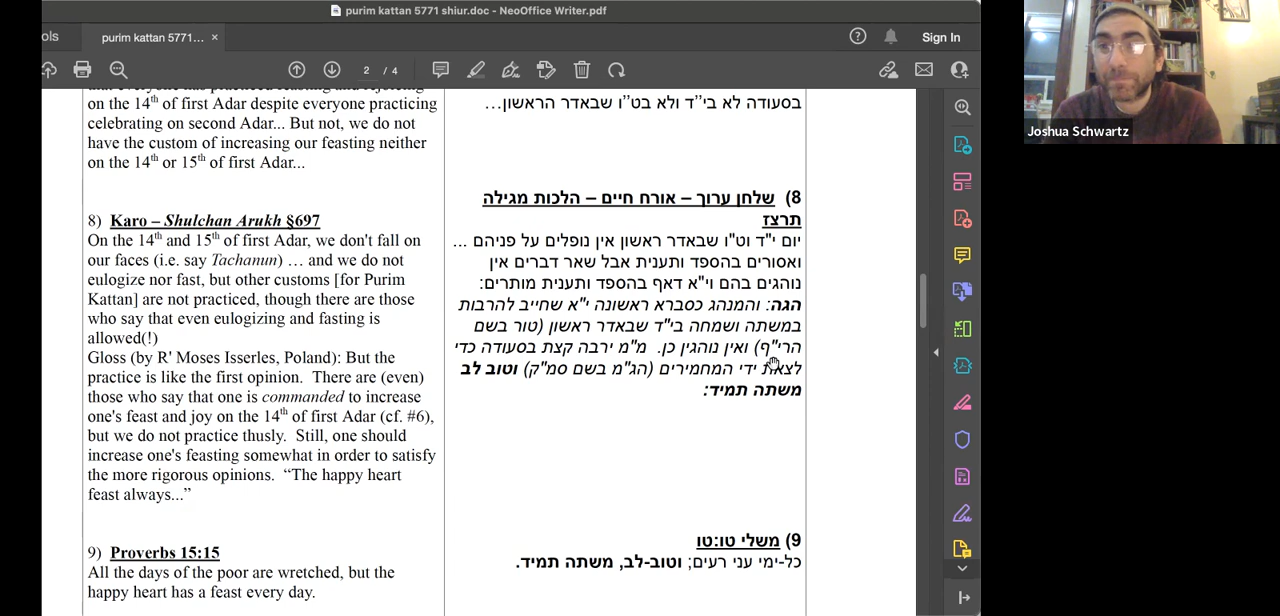 purim kattan 5771 shiur.doc - NeoOffice Writer.pdf
ols
purim kattan 5771... ×
Sign In
2 / 4
on the 14th of first Adar despite everyone practicing
celebrating on second Adar... But not, we do not
have the custom of increasing our feasting neither
on the 14th or 15th of first Adar...
בסעודה לא בי''ד ולא בט''ו שבאדר הראשון...
8) Karo – Shulchan Arukh §697
On the 14th and 15th of first Adar, we don't fall on
our faces (i.e. say Tachanun) … and we do not
eulogize nor fast, but other customs [for Purim
Kattan] are not practiced, though there are those
who say that even eulogizing and fasting is
allowed(!)
Gloss (by R' Moses Isserles, Poland): But the
practice is like the first opinion. There are (even)
those who say that one is commanded to increase
one's feast and joy on the 14th of first Adar (cf. #6),
but we do not practice thusly. Still, one should
increase one's feasting somewhat in order to satisfy
the more rigorous opinions. “The happy heart
feast always...”
8) שלחן ערוך – אורח חיים – הלכות מגילה
תרצז
יום י"ד וט"ו שבאדר ראשון אין נופלים על פניהם ...
ואסורים בהספד ותענית אבל שאר דברים אין
נוהגים בהם וי"א דאף בהספד ותענית מותרים:
הגה: והמנהג כסברא ראשונה י"א שחייב להרבות
במשתה ושמחה בי"ד שבאדר ראשון (טור בשם
הרי"ף) ואין נוהגין כן. מ"מ ירבה קצת בסעודה כדי
לצאת ידי המחמירים (הג"מ בשם סמ"ק) וטוב לב
משתה תמיד:
9) Proverbs 15:15
All the days of the poor are wretched, but the
happy heart has a feast every day.
9) משלי טו:טו
כל-ימי עני רעים; וטוב-לב, משתה תמיד.
Joshua Schwartz